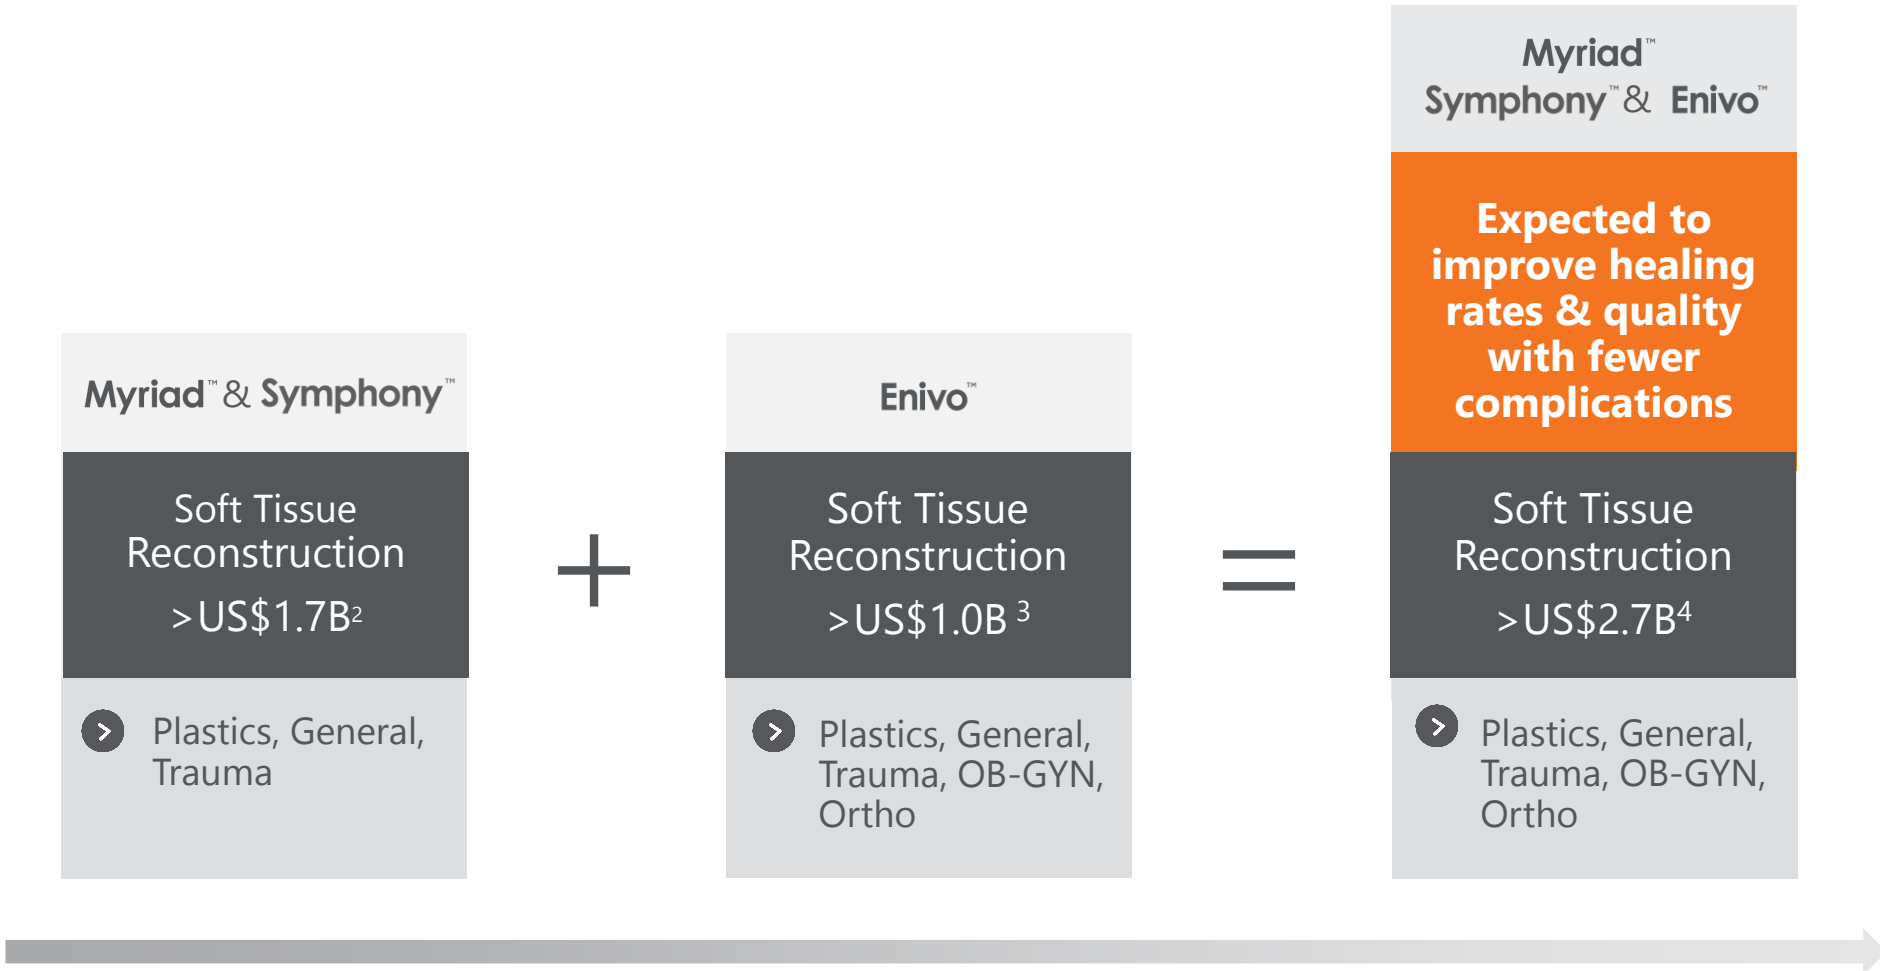 Myriad™ & Symphony™
Soft Tissue
Reconstruction
>US$1.7B2
Plastics, General,
Trauma
+
Enivo™
Soft Tissue
Reconstruction
>US$1.0B 3
Plastics, General,
Trauma, OB-GYN,
Ortho
=
Myriad™
Symphony™ & Enivo™
Expected to
improve healing
rates & quality
with fewer
complications
Soft Tissue
Reconstruction
>US$2.7B4
Plastics, General,
Trauma, OB-GYN,
Ortho